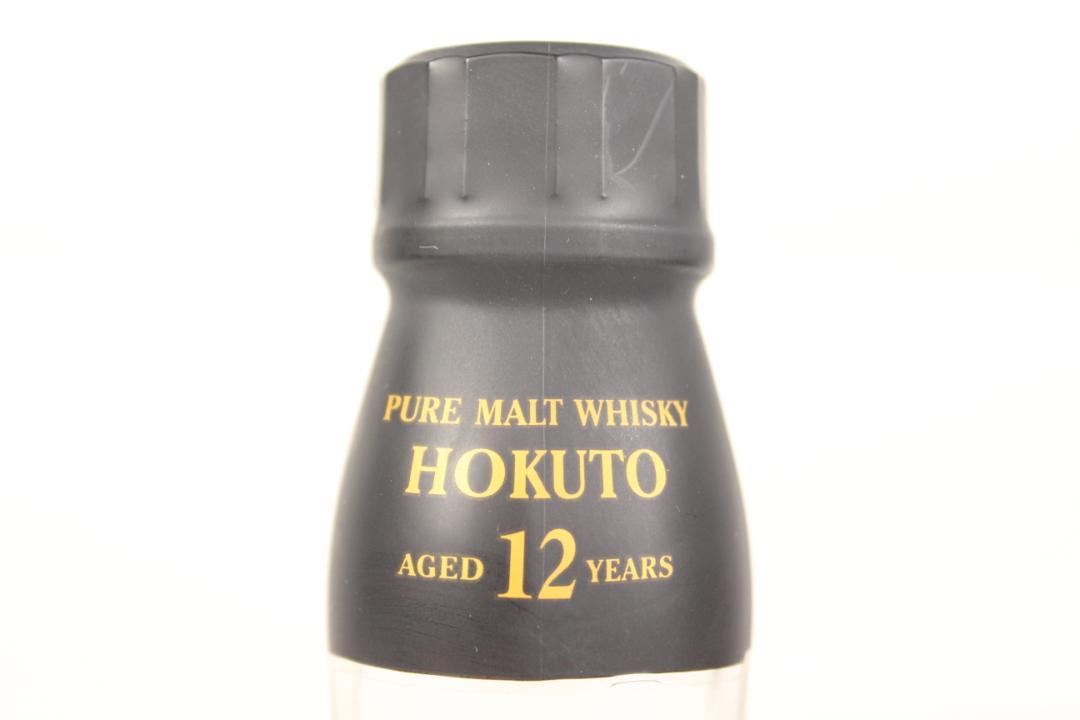 PURE MALT WHISKY
HOKUTO
AGED 12 YEARS